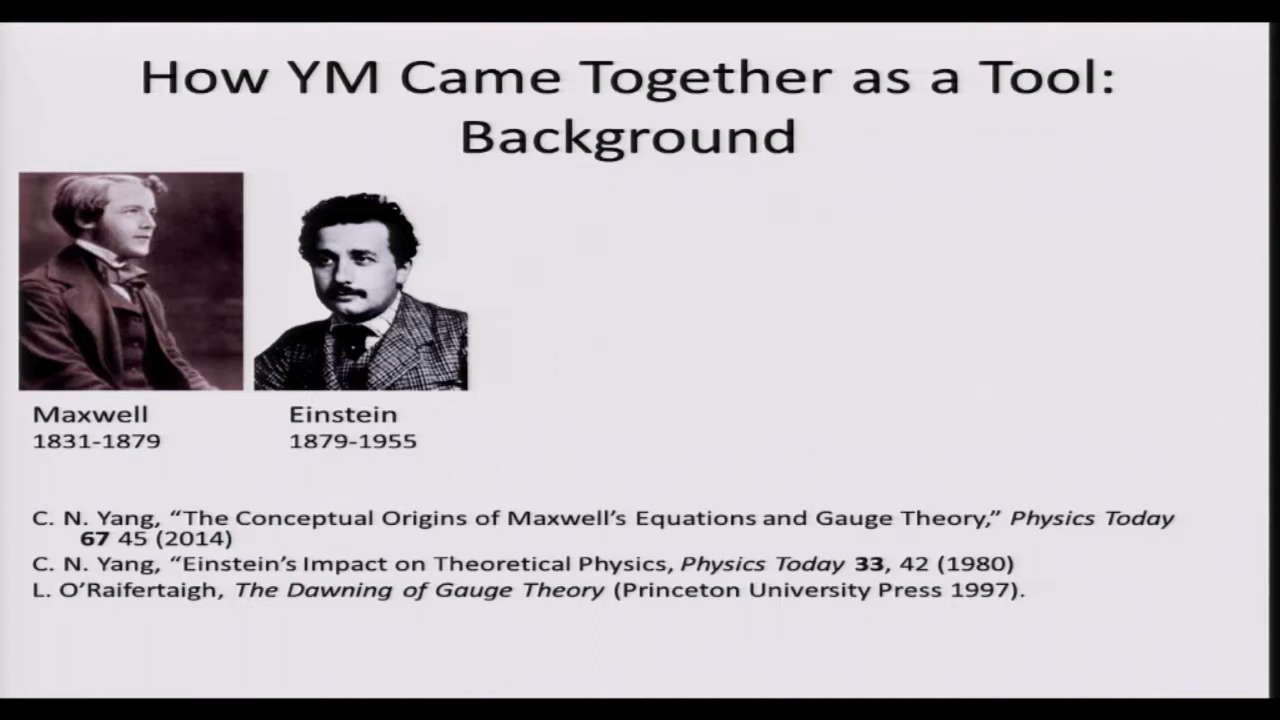 How YM Came Together as a Tool:
Background
Maxwell
1831-1879
Einstein
1879-1955
C. N. Yang, “The Conceptual Origins of Maxwell’s Equations and Gauge Theory,” Physics Today
67 45 (2014)
C. N. Yang, “Einstein’s Impact on Theoretical Physics, Physics Today 33, 42 (1980)
L. O’Raifertaigh, The Dawning of Gauge Theory (Princeton University Press 1997).